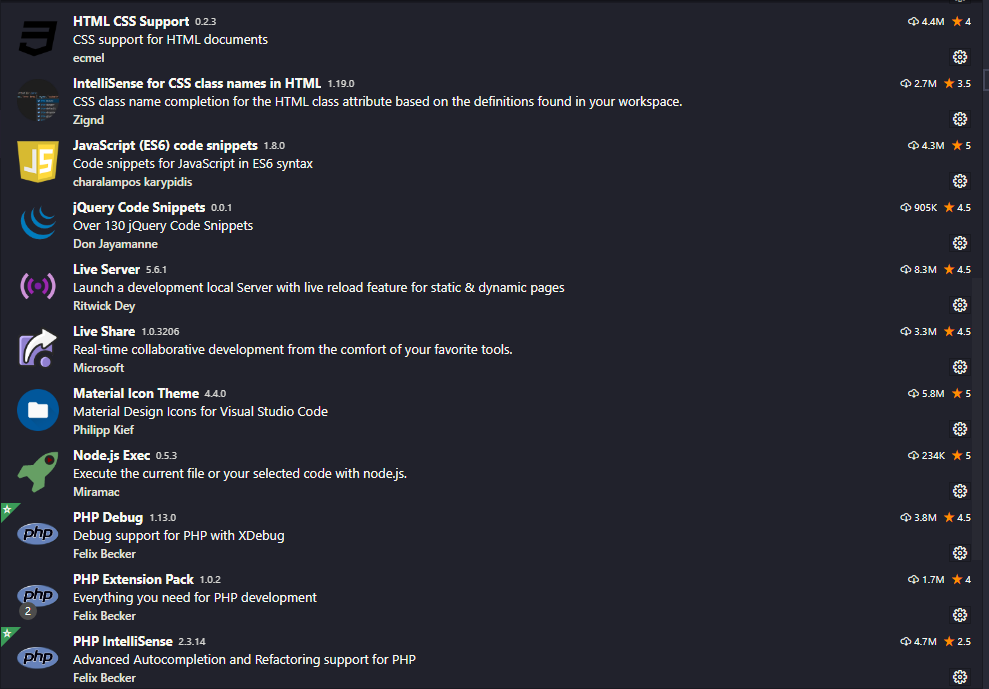 HTML CSS Support 0.2.3 4.4M 4
CSS support for HTML documents
ecmel
IntelliSense for CSS class names in HTML 1.19.0 2.7M 3.5
CSS class name completion for the HTML class attribute based on the definitions found in your workspace.
Zignd
JS
JavaScript (ES6) code snippets 1.8.0 4.3M 5
Code snippets for JavaScript in ES6 syntax
charalampos karypidis
jQuery Code Snippets 0.0.1 905K 4.5
Over 130 jQuery Code Snippets
Don Jayamanne
Live Server 5.6.1 8.3M 4.5
Launch a development local Server with live reload feature for static & dynamic pages
Ritwick Dey
Live Share 1.0.3206 3.3M 4.5
Real-time collaborative development from the comfort of your favorite tools.
Microsoft
Material Icon Theme 4.4.0 5.8M 5
Material Design Icons for Visual Studio Code
Philipp Kief
Node.js Exec 0.5.3 234K 5
Execute the current file or your selected code with node.js.
Miramac
php
PHP Debug 1.13.0 3.8M 4.5
Debug support for PHP with XDebug
Felix Becker
php
2
PHP Extension Pack 1.0.2 1.7M 4
Everything you need for PHP development
Felix Becker
php
PHP IntelliSense 2.3.14 4.7M 2.5
Advanced Autocompletion and Refactoring support for PHP
Felix Becker